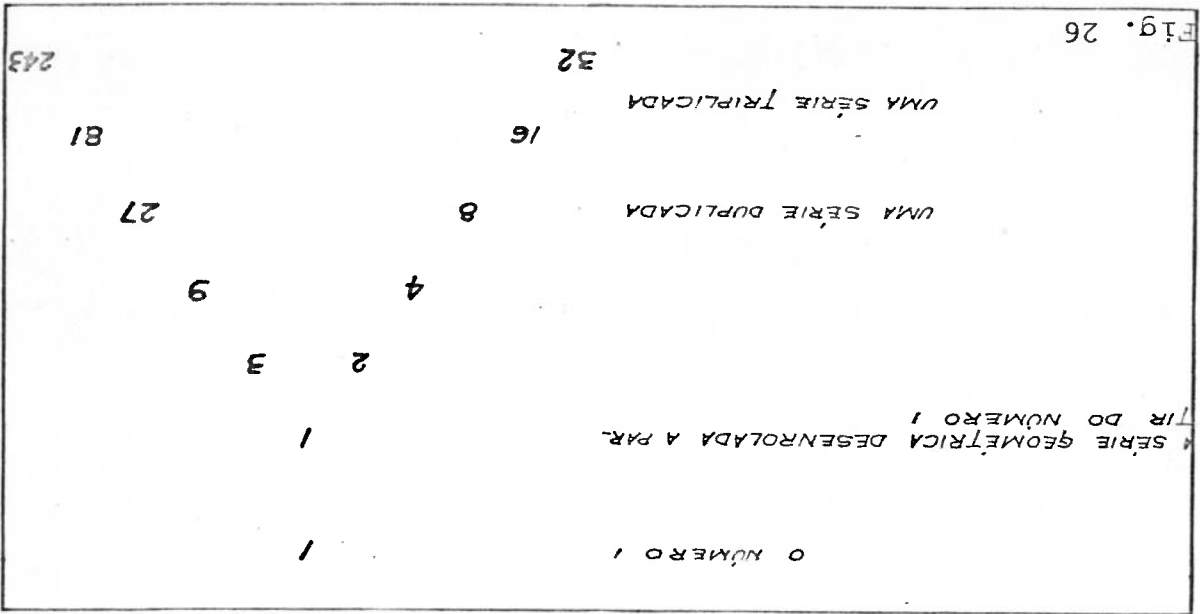 O NÚMERO 1 1
A SÉRIE GEOMÉTRICA DESENROLADA A PAR- 1
TIR DO NÚMERO 1
2 3
4 9
UMA SÉRIE DUPLICADA 8 27
16 81
UMA SÉRIE TRIPLICADA
32 243
Fig. 26